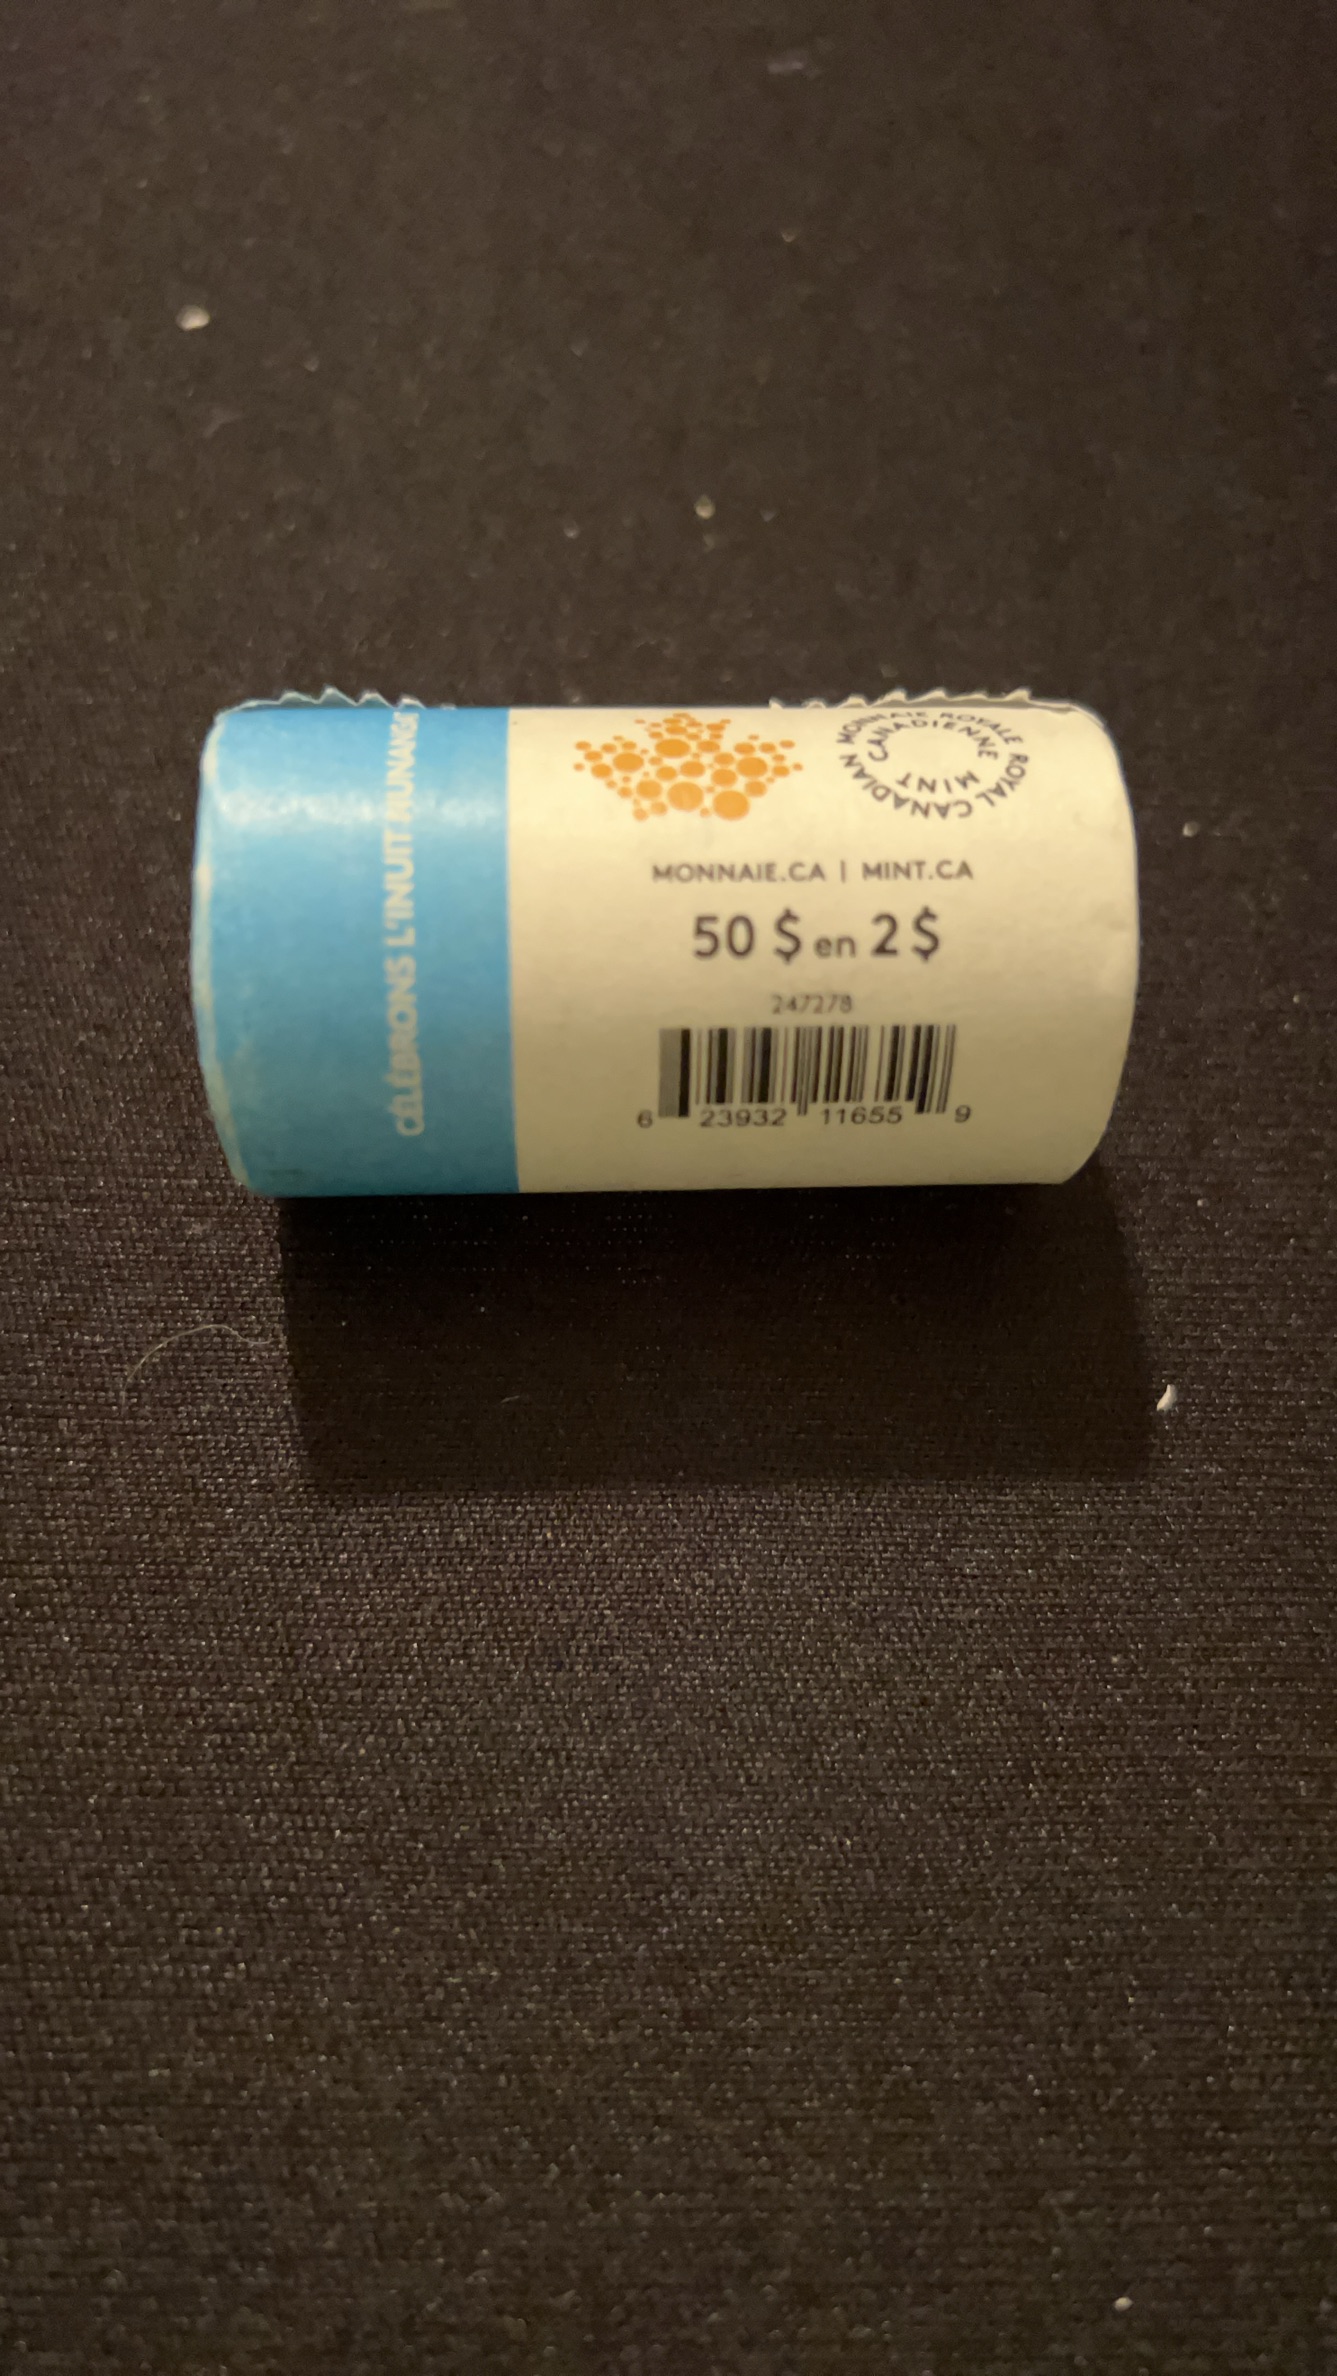 CÉLÉBRONS L'INUIT NUNANGA
MONNAIE ROYALE CANADIENNE
ROYAL CANADIAN MINT
MONNAIE.CA | MINT.CA
50 $ en 2 $
247278
6 23932 11655 9